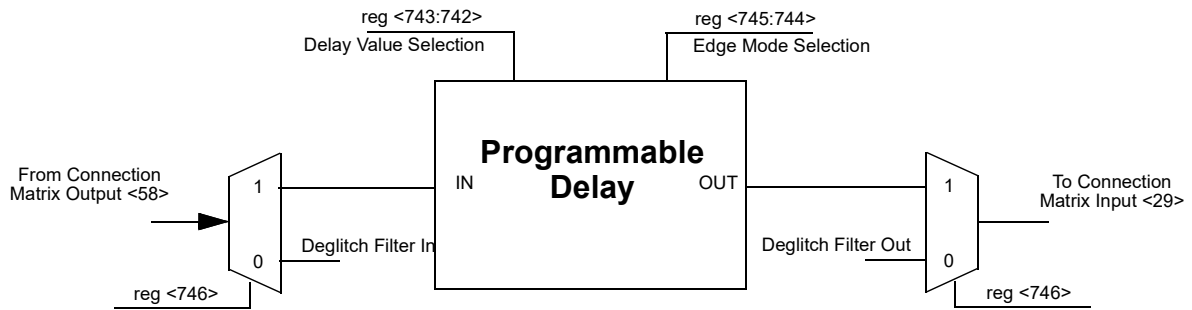 reg <743:742>
Delay Value Selection
reg <745:744>
Edge Mode Selection
Programmable
Delay
IN
OUT
From Connection
Matrix Output <58>
1
0
Deglitch Filter In
reg <746>
Deglitch Filter Out
1
0
To Connection
Matrix Input <29>
reg <746>